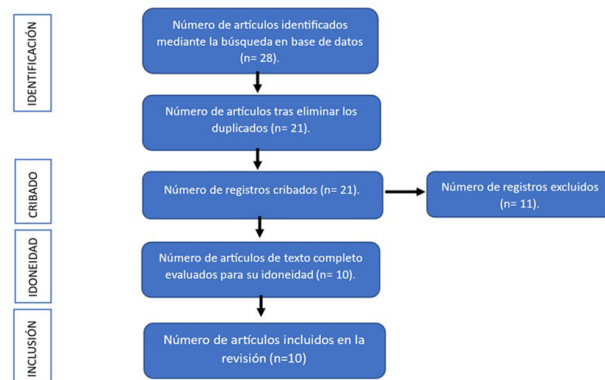 IDENTIFICACIÓN
Número de artículos identificados
mediante la búsqueda en base de datos
(n= 28).
Número de artículos tras eliminar los
duplicados (n= 21).
CRIBADO
Número de registros cribados (n= 21).
Número de registros excluidos
(n= 11).
IDONEIDAD
Número de artículos de texto completo
evaluados para su idoneidad (n= 10).
INCLUSIÓN
Número de artículos incluidos en la
revisión (n=10)